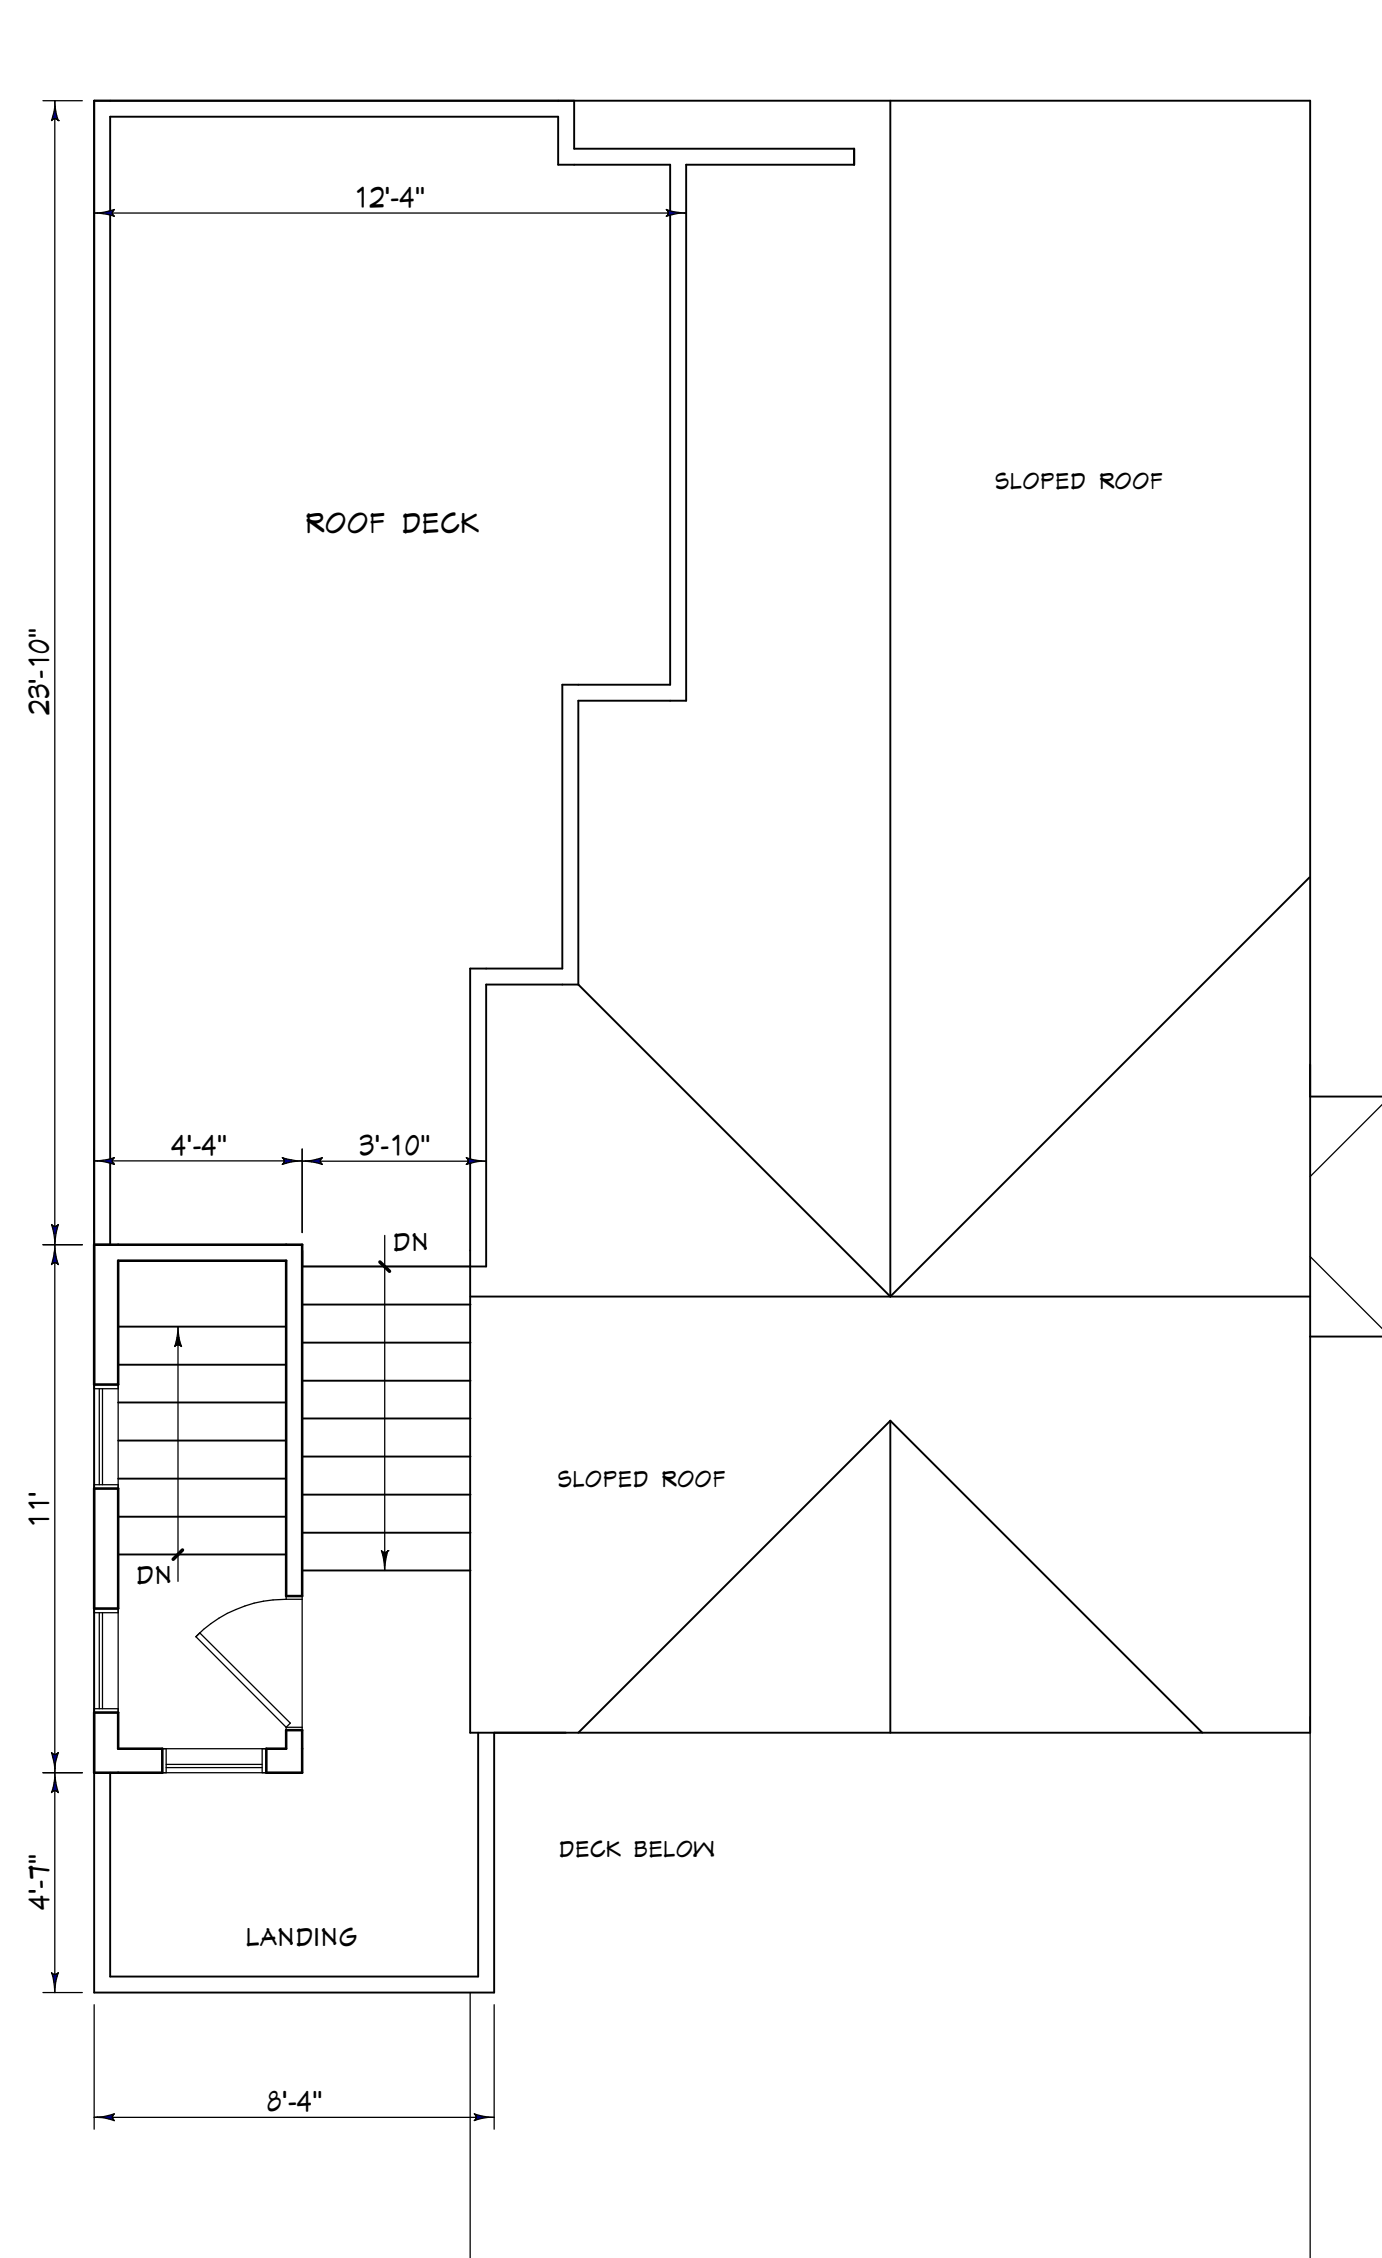 12'-4"
SLOPED ROOF
ROOF DECK
23'-10"
4'-4"
3'-10"
DN
SLOPED ROOF
11'
DN
DECK BELOW
4'-7"
LANDING
8'-4"